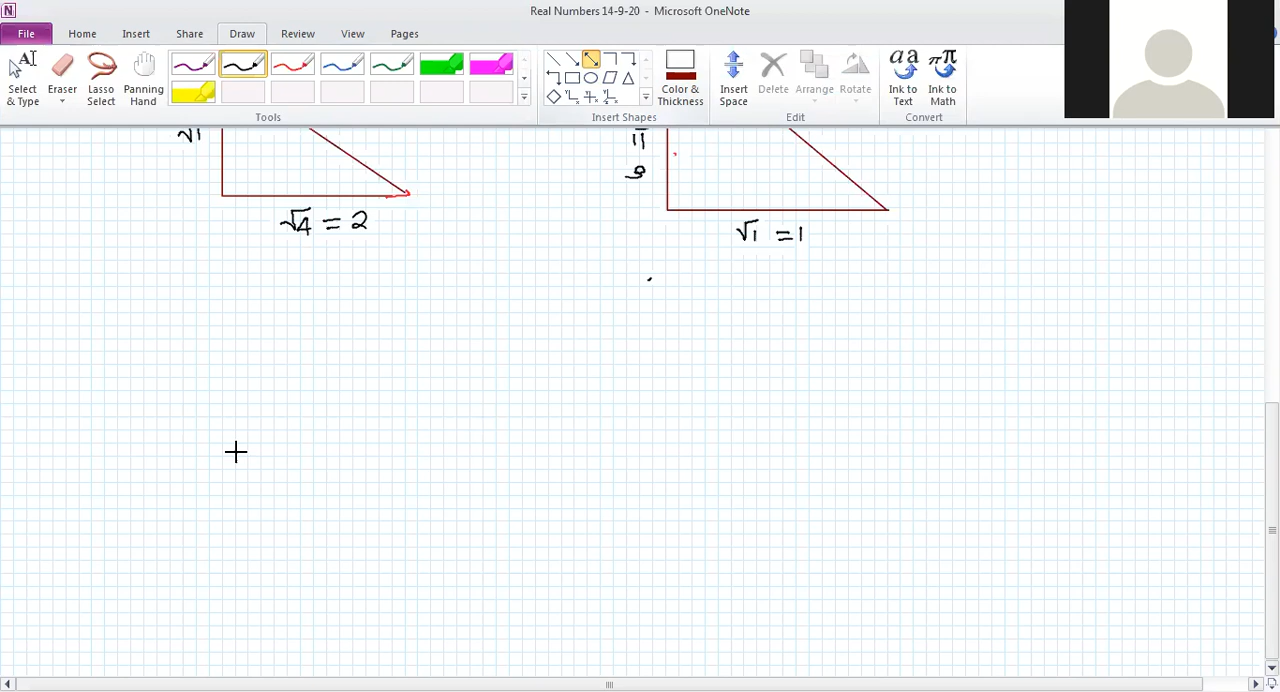 Real Numbers 14-9-20 - Microsoft OneNote
File Home Insert Share Draw Review View Pages
Select & Type
Eraser
Lasso Select
Panning Hand
Color & Thickness
Insert Space
Delete
Arrange
Rotate
Ink to Text
Ink to Math
Tools
Insert Shapes
Edit
Convert
√1
√4 = 2
√1 = 1